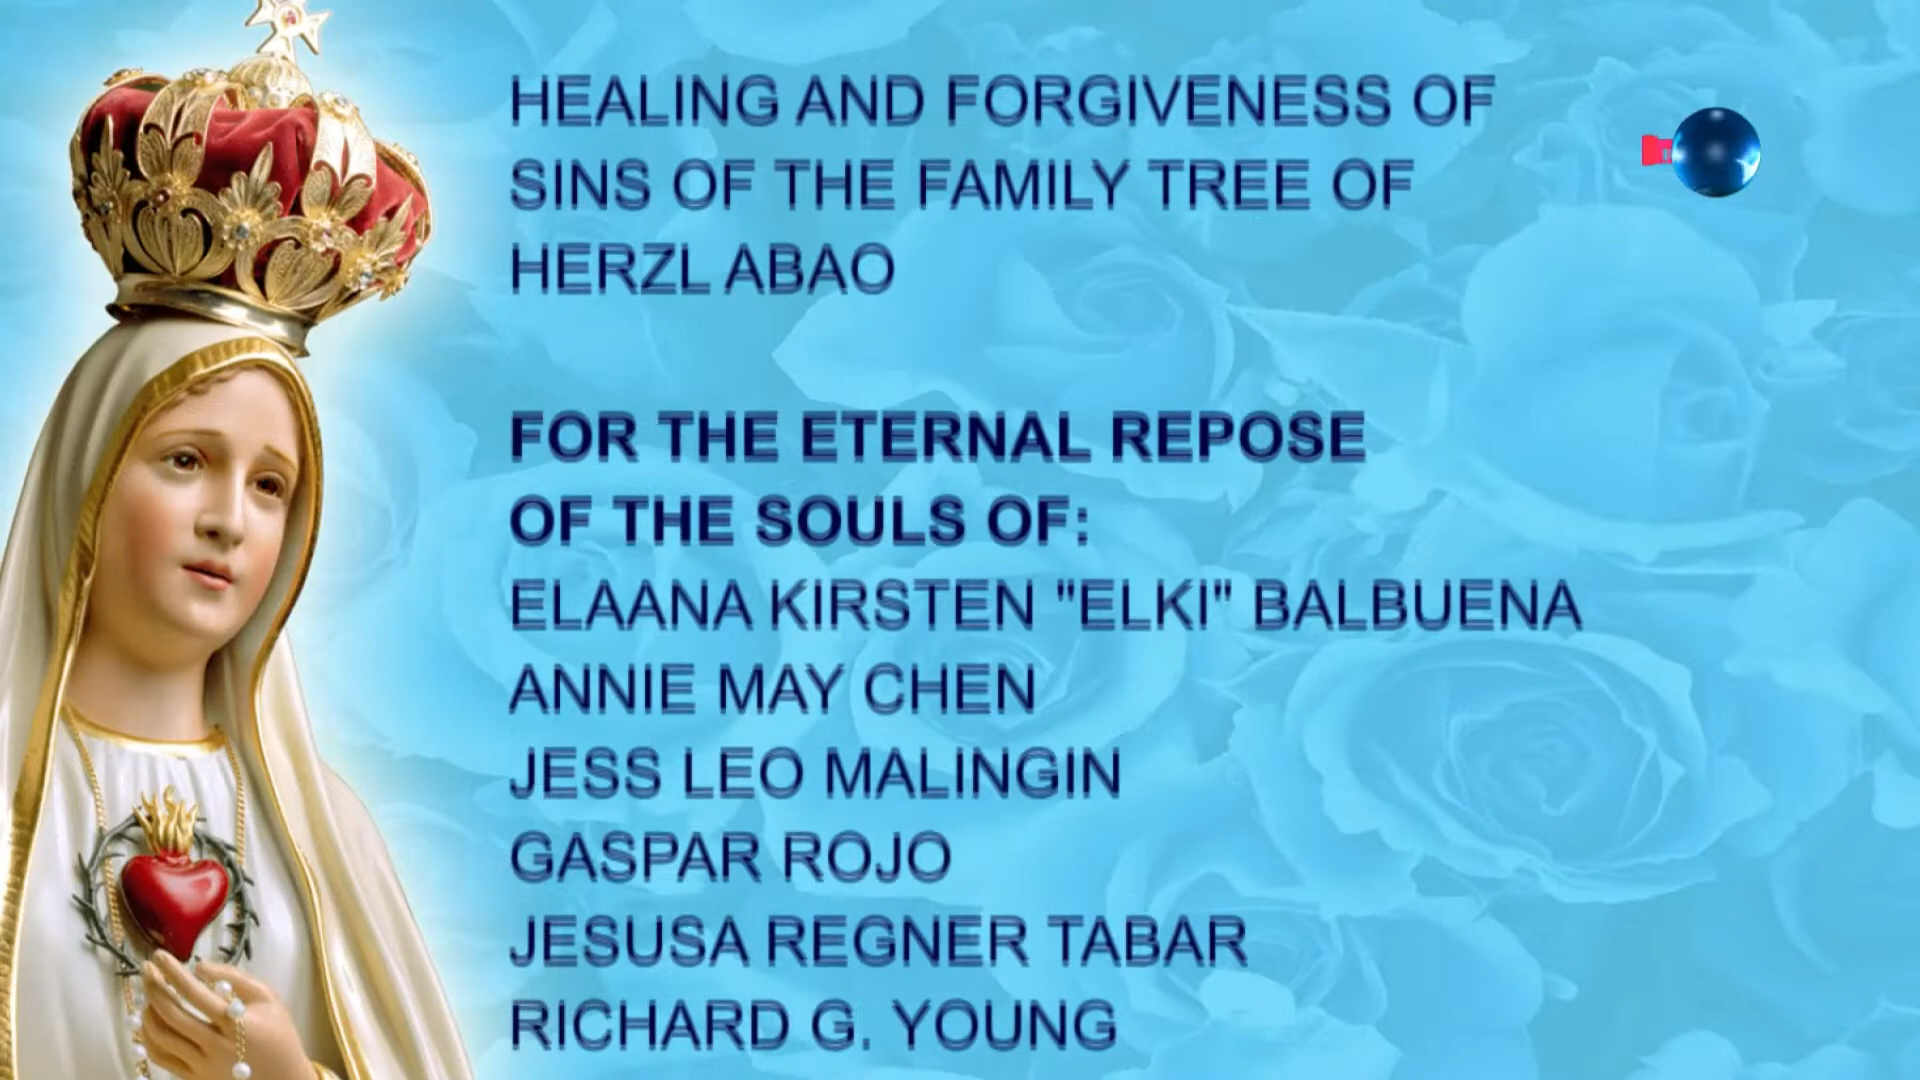 HEALING AND FORGIVENESS OF
SINS OF THE FAMILY TREE OF
HERZL ABAO
FOR THE ETERNAL REPOSE
OF THE SOULS OF:
ELAANA KIRSTEN "ELKI" BALBUENA
ANNIE MAY CHEN
JESS LEO MALINGIN
GASPAR ROJO
JESUSA REGNER TABAR
RICHARD G. YOUNG